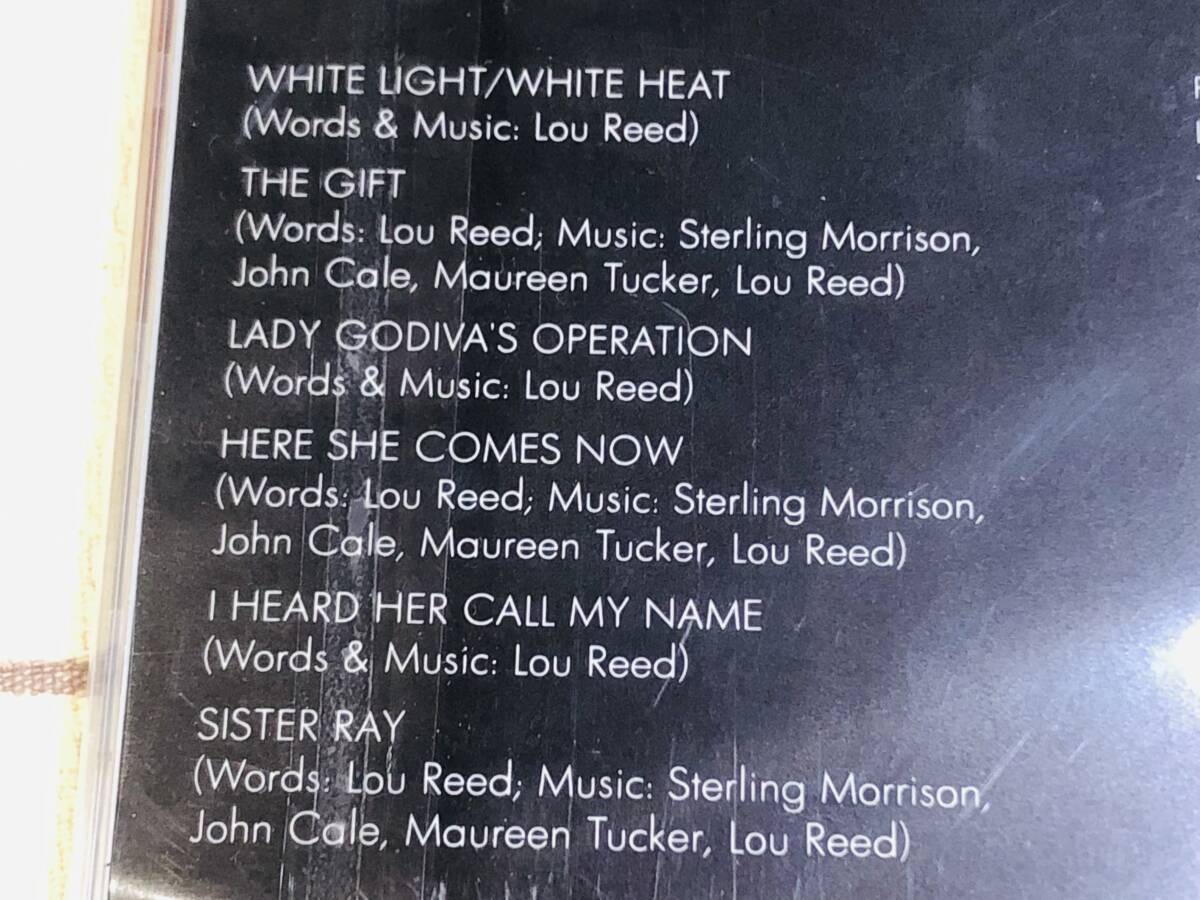 WHITE LIGHT/WHITE HEAT
(Words & Music: Lou Reed)
THE GIFT
(Words: Lou Reed; Music: Sterling Morrison,
John Cale, Maureen Tucker, Lou Reed)
LADY GODIVA'S OPERATION
(Words & Music: Lou Reed)
HERE SHE COMES NOW
(Words: Lou Reed; Music: Sterling Morrison,
John Cale, Maureen Tucker, Lou Reed)
I HEARD HER CALL MY NAME
(Words & Music: Lou Reed)
SISTER RAY
(Words: Lou Reed; Music: Sterling Morrison,
John Cale, Maureen Tucker, Lou Reed)